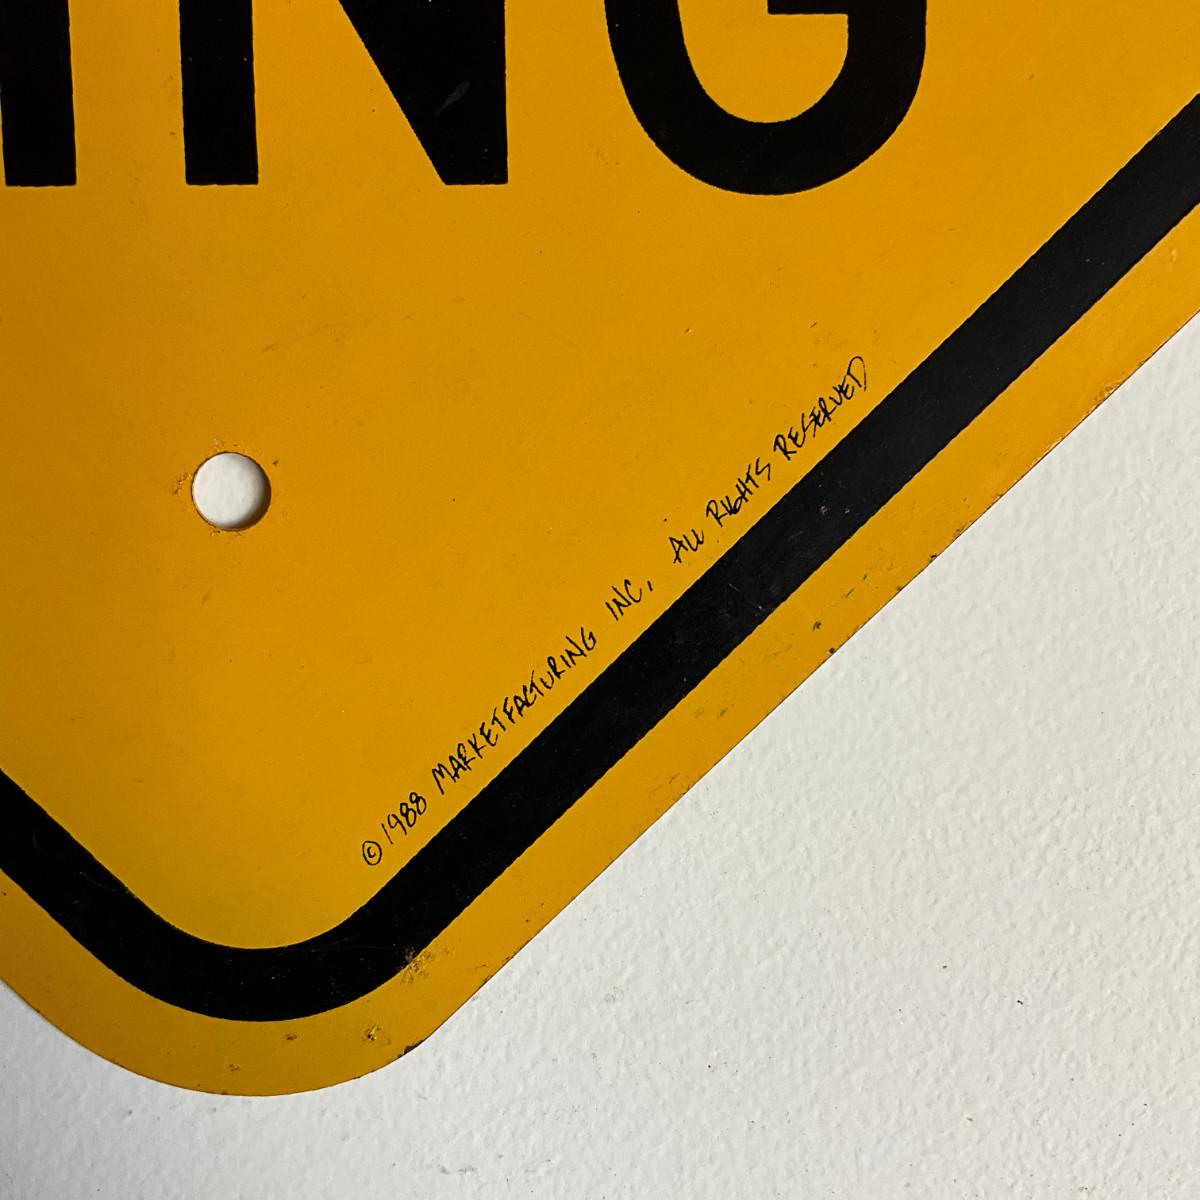 ING
© 1988 MARKETFACTURING INC. ALL RIGHTS RESERVED